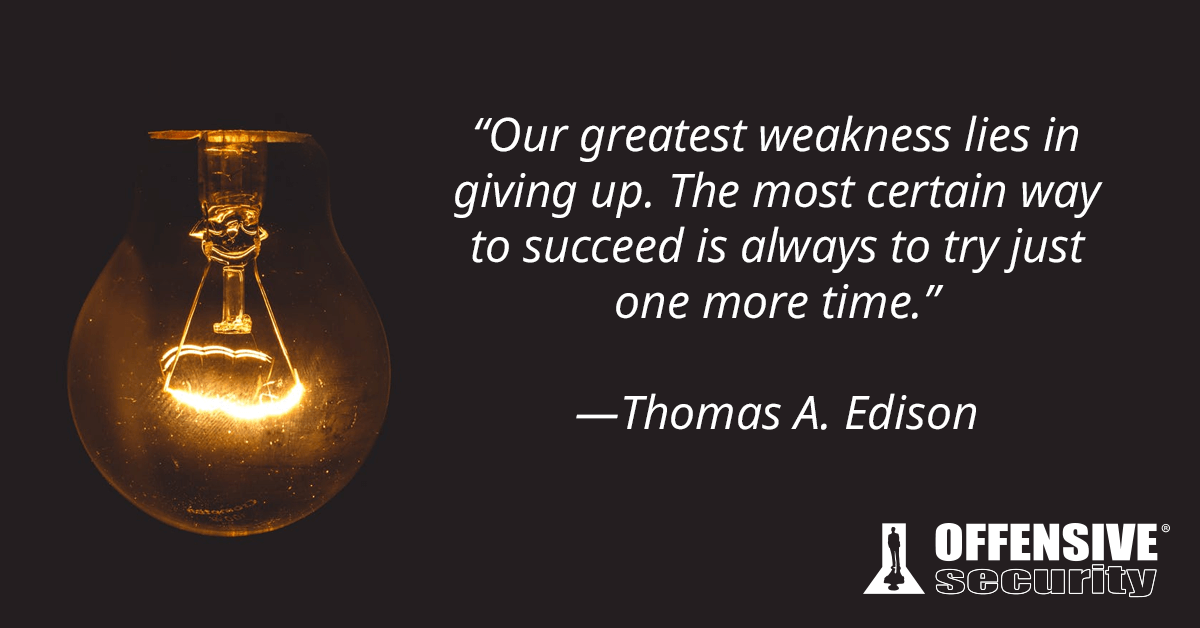 “Our greatest weakness lies in
giving up. The most certain way
to succeed is always to try just
one more time.”
—Thomas A. Edison
OFFENSIVE®
security